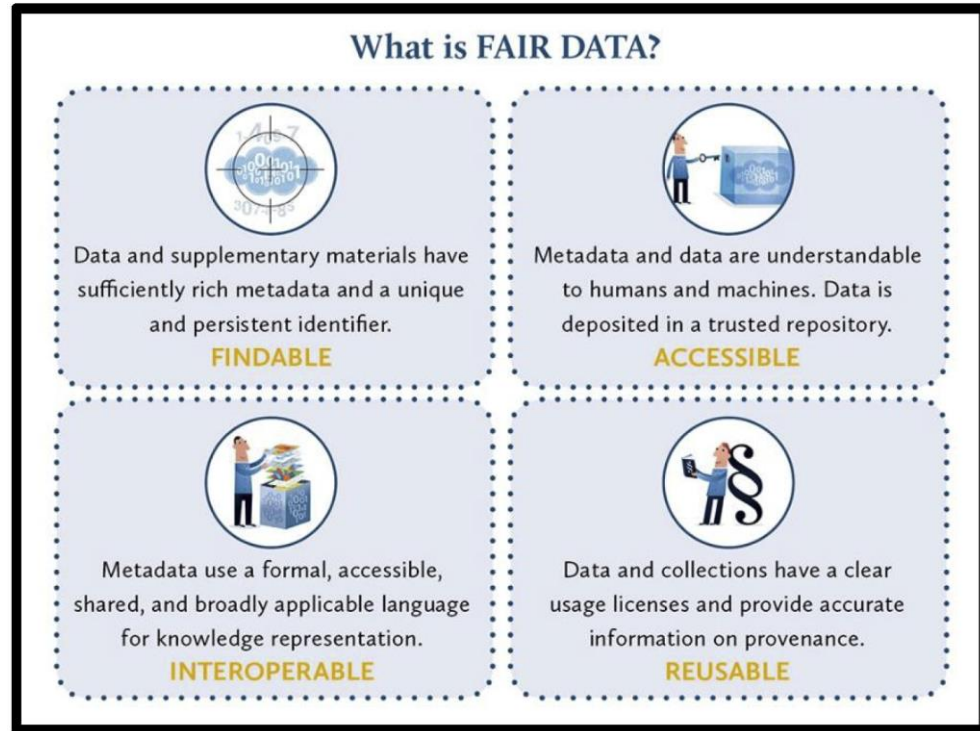 What is FAIR DATA?
Data and supplementary materials have
sufficiently rich metadata and a unique
and persistent identifier.
FINDABLE
Metadata and data are understandable
to humans and machines. Data is
deposited in a trusted repository.
ACCESSIBLE
Metadata use a formal, accessible,
shared, and broadly applicable language
for knowledge representation.
INTEROPERABLE
Data and collections have a clear
usage licenses and provide accurate
information on provenance.
REUSABLE